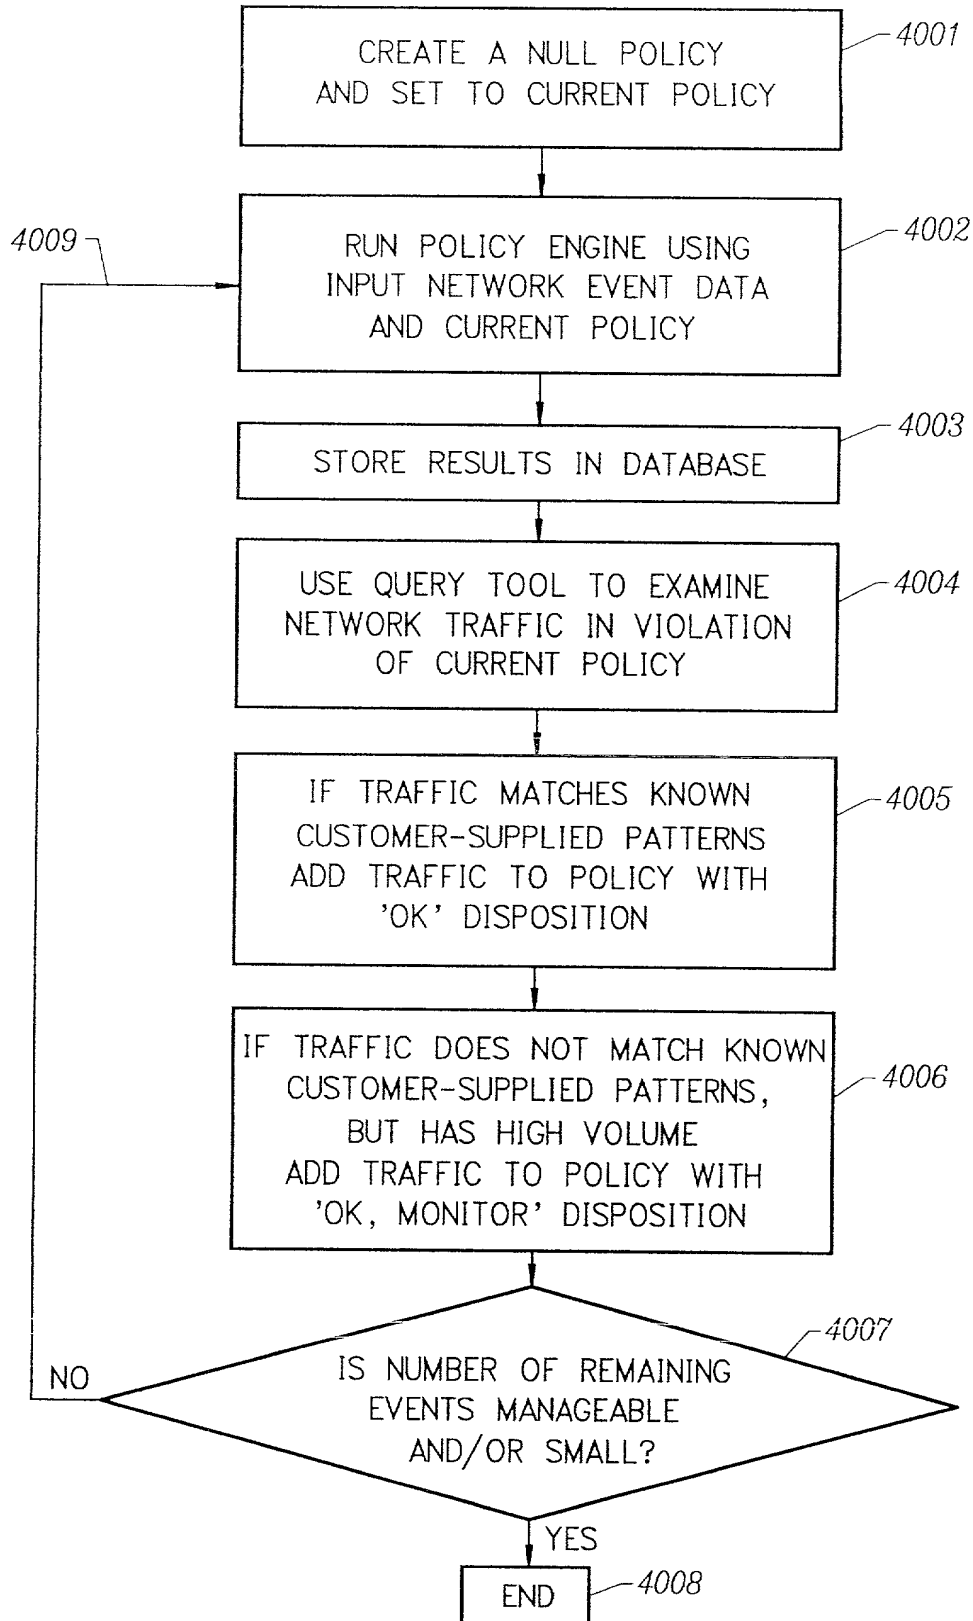 CREATE A NULL POLICY
AND SET TO CURRENT POLICY
4001
4009
RUN POLICY ENGINE USING
INPUT NETWORK EVENT DATA
AND CURRENT POLICY
4002
STORE RESULTS IN DATABASE
4003
USE QUERY TOOL TO EXAMINE
NETWORK TRAFFIC IN VIOLATION
OF CURRENT POLICY
4004
IF TRAFFIC MATCHES KNOWN
CUSTOMER-SUPPLIED PATTERNS
ADD TRAFFIC TO POLICY WITH
'OK' DISPOSITION
4005
IF TRAFFIC DOES NOT MATCH KNOWN
CUSTOMER-SUPPLIED PATTERNS,
BUT HAS HIGH VOLUME
ADD TRAFFIC TO POLICY WITH
'OK, MONITOR' DISPOSITION
4006
IS NUMBER OF REMAINING
EVENTS MANAGEABLE
AND/OR SMALL?
4007
NO
YES
END
4008